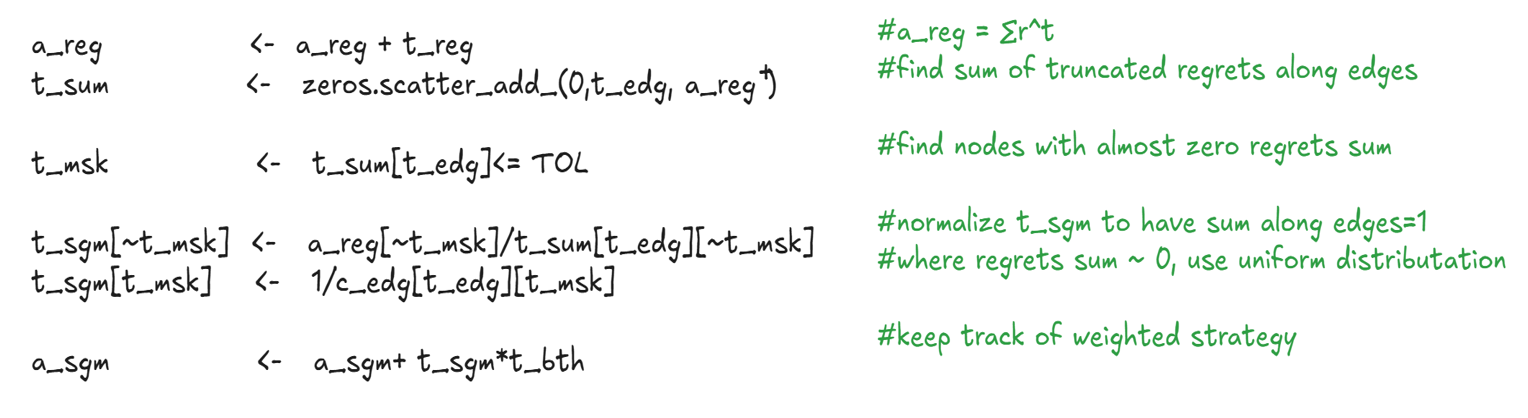 a_reg <- a_reg + t_reg #a_reg = Σr^t
t_sum <- zeros.scatter_add_(0,t_edg, a_reg⁺) #find sum of truncated regrets along edges
t_msk <- t_sum[t_edg]<= TOL #find nodes with almost zero regrets sum
t_sgm[~t_msk] <- a_reg[~t_msk]/t_sum[t_edg][~t_msk] #normalize t_sgm to have sum along edges=1
t_sgm[t_msk] <- 1/c_edg[t_edg][t_msk] #where regrets sum ~ 0, use uniform distributation
a_sgm <- a_sgm+ t_sgm*t_bth #keep track of weighted strategy